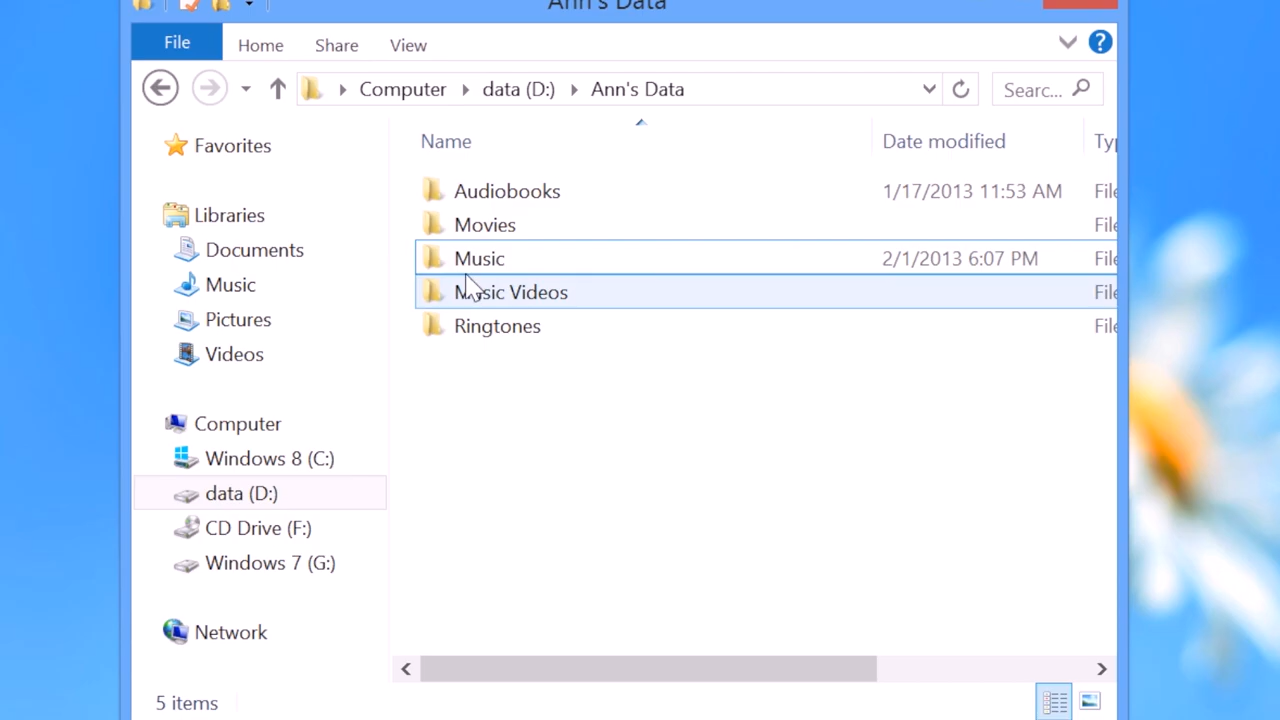 Ann's Data
File Home Share View
Computer data (D:) Ann's Data Searc...
Name Date modified
Favorites
Libraries
Documents
Music
Pictures
Videos
Computer
Windows 8 (C:)
data (D:)
CD Drive (F:)
Windows 7 (G:)
Network
Audiobooks 1/17/2013 11:53 AM File
Movies File
Music 2/1/2013 6:07 PM File
Music Videos File
Ringtones File
5 items